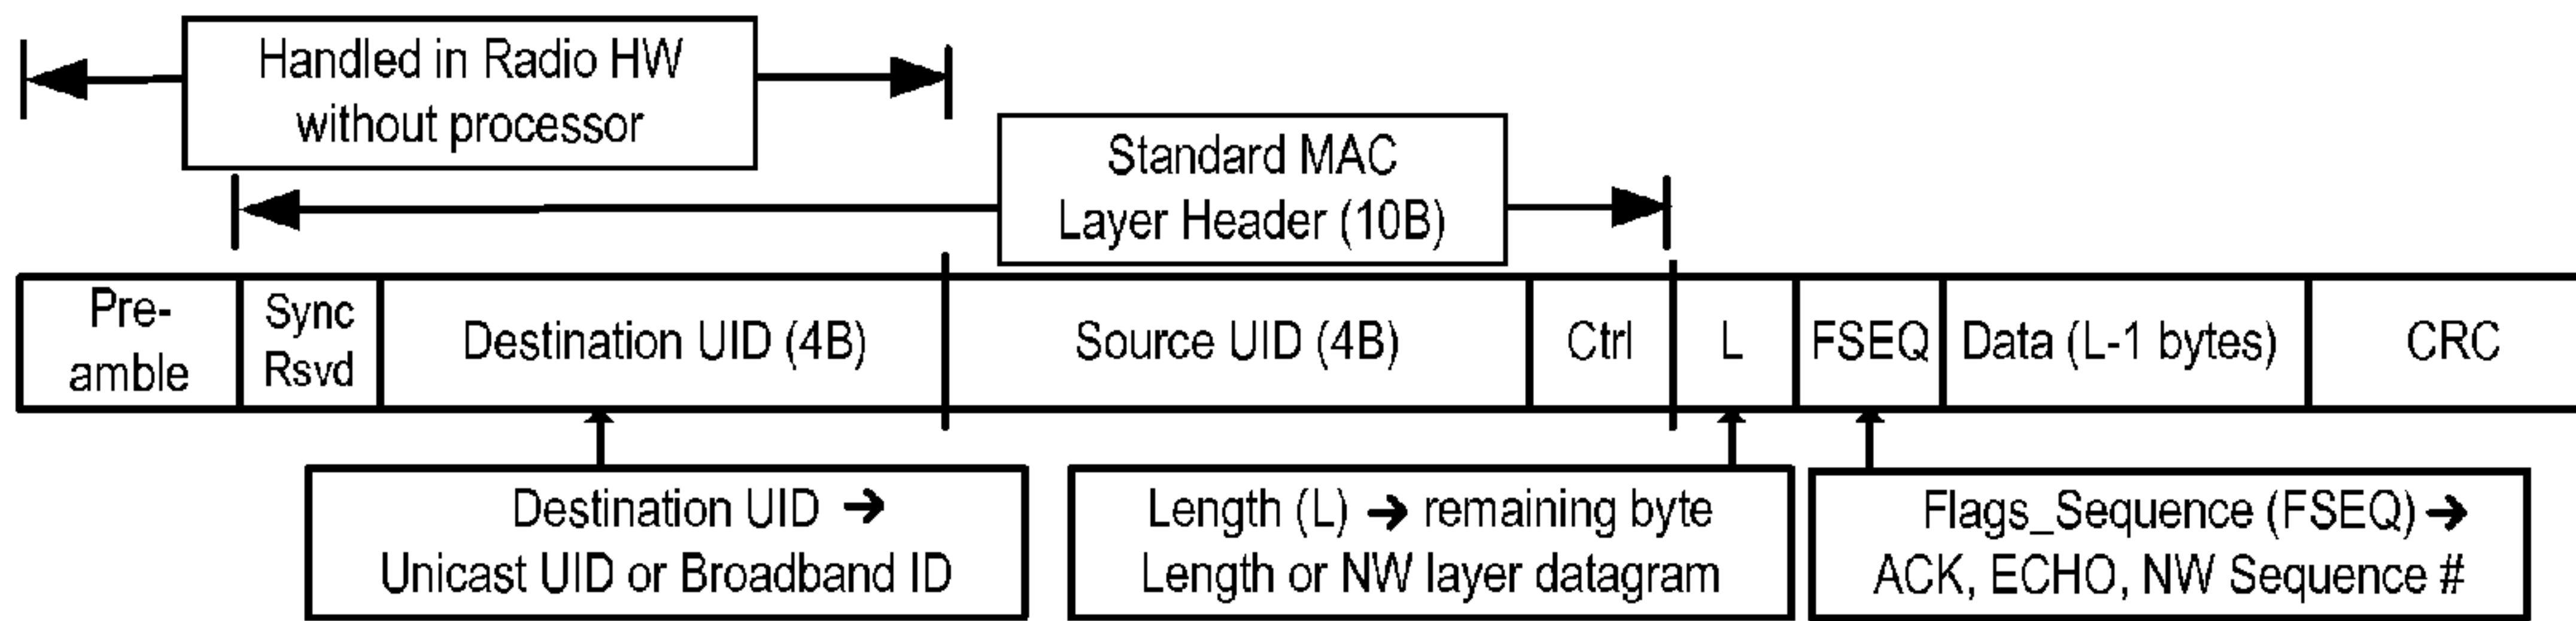 Handled in Radio HW
without processor
Standard MAC
Layer Header (10B)
Pre-
amble
Sync
Rsvd
Destination UID (4B)
Source UID (4B)
Ctrl
L
FSEQ
Data (L-1 bytes)
CRC
Destination UID →
Unicast UID or Broadband ID
Length (L) → remaining byte
Length or NW layer datagram
Flags_Sequence (FSEQ) →
ACK, ECHO, NW Sequence #